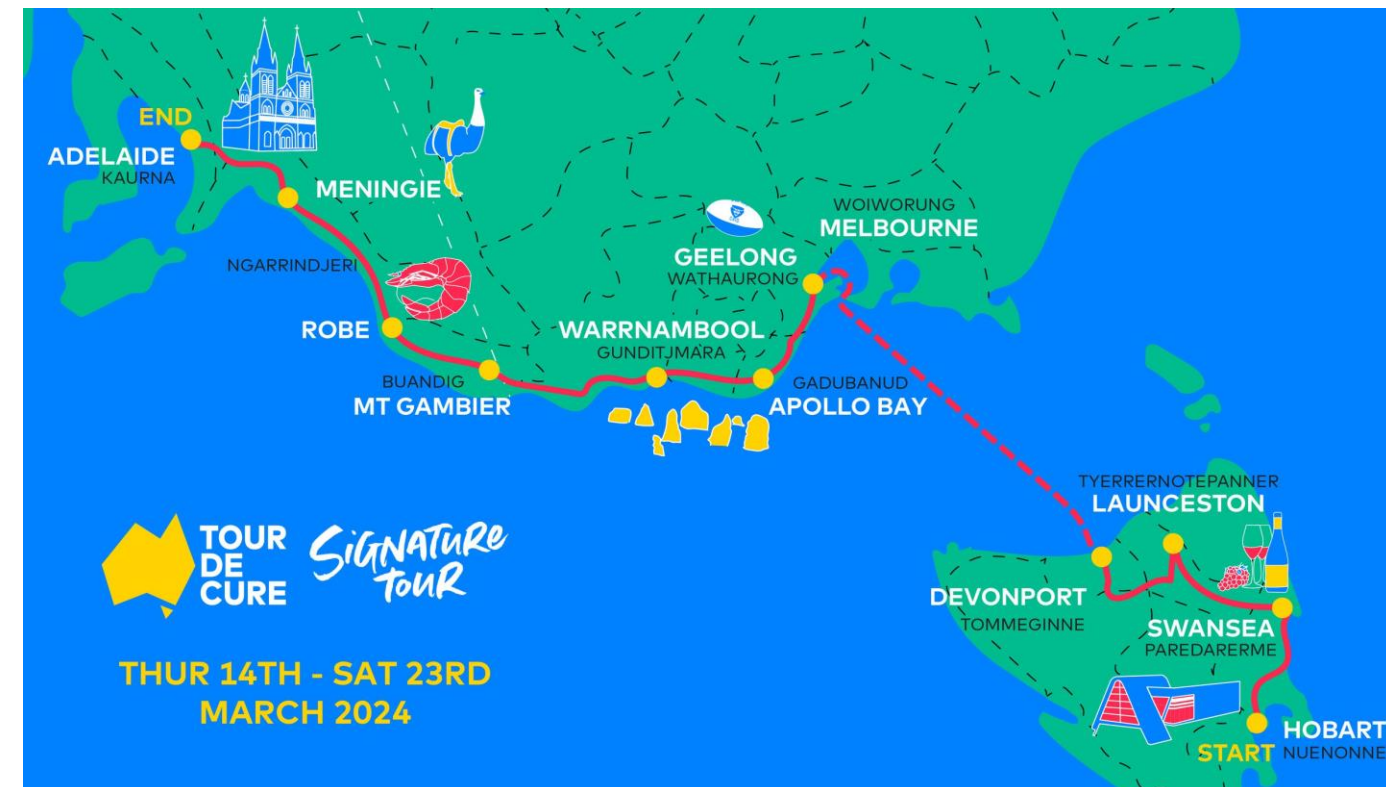 END
ADELAIDE
KAURNA
MENINGIE
NGARRINDJERI
ROBE
BUANDIG
MT GAMBIER
WARRNAMBOOL
GUNDITJMARA
GEELONG
WATHAURONG
WOIWORUNG
MELBOURNE
GADUBANUD
APOLLO BAY
TYERRERNOTEPANNER
LAUNCESTON
DEVONPORT
TOMMEGINNE
SWANSEA
PAREDARERME
HOBART
START NUENONNE
TOUR
DE
CURE
SIGNATURE
TOUR
THUR 14TH - SAT 23RD
MARCH 2024